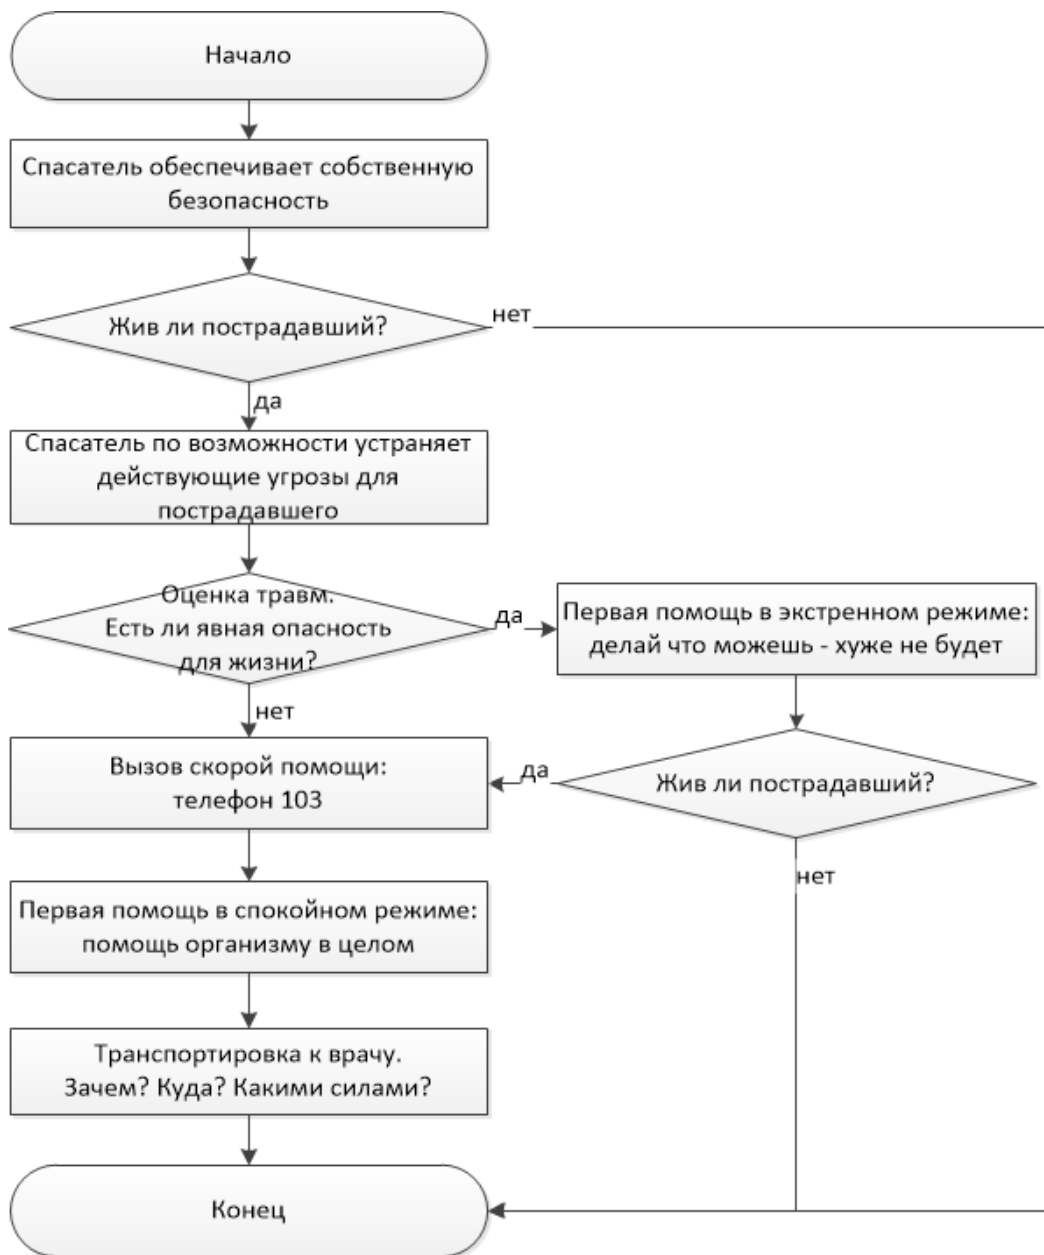 Начало
Спасатель обеспечивает собственную
безопасность
Жив ли пострадавший?
нет
да
Спасатель по возможности устраняет
действующие угрозы для
пострадавшего
Оценка травм.
Есть ли явная опасность
для жизни?
да
Первая помощь в экстренном режиме:
делай что можешь - хуже не будет
нет
Вызов скорой помощи:
телефон 103
да
Жив ли пострадавший?
нет
Первая помощь в спокойном режиме:
помощь организму в целом
Транспортировка к врачу.
Зачем? Куда? Какими силами?
Конец